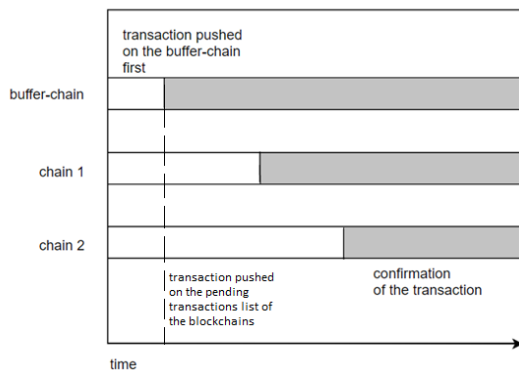 transaction pushed
on the buffer-chain
first
buffer-chain
chain 1
chain 2
transaction pushed
on the pending
transactions list of
the blockchains
confirmation
of the transaction
time